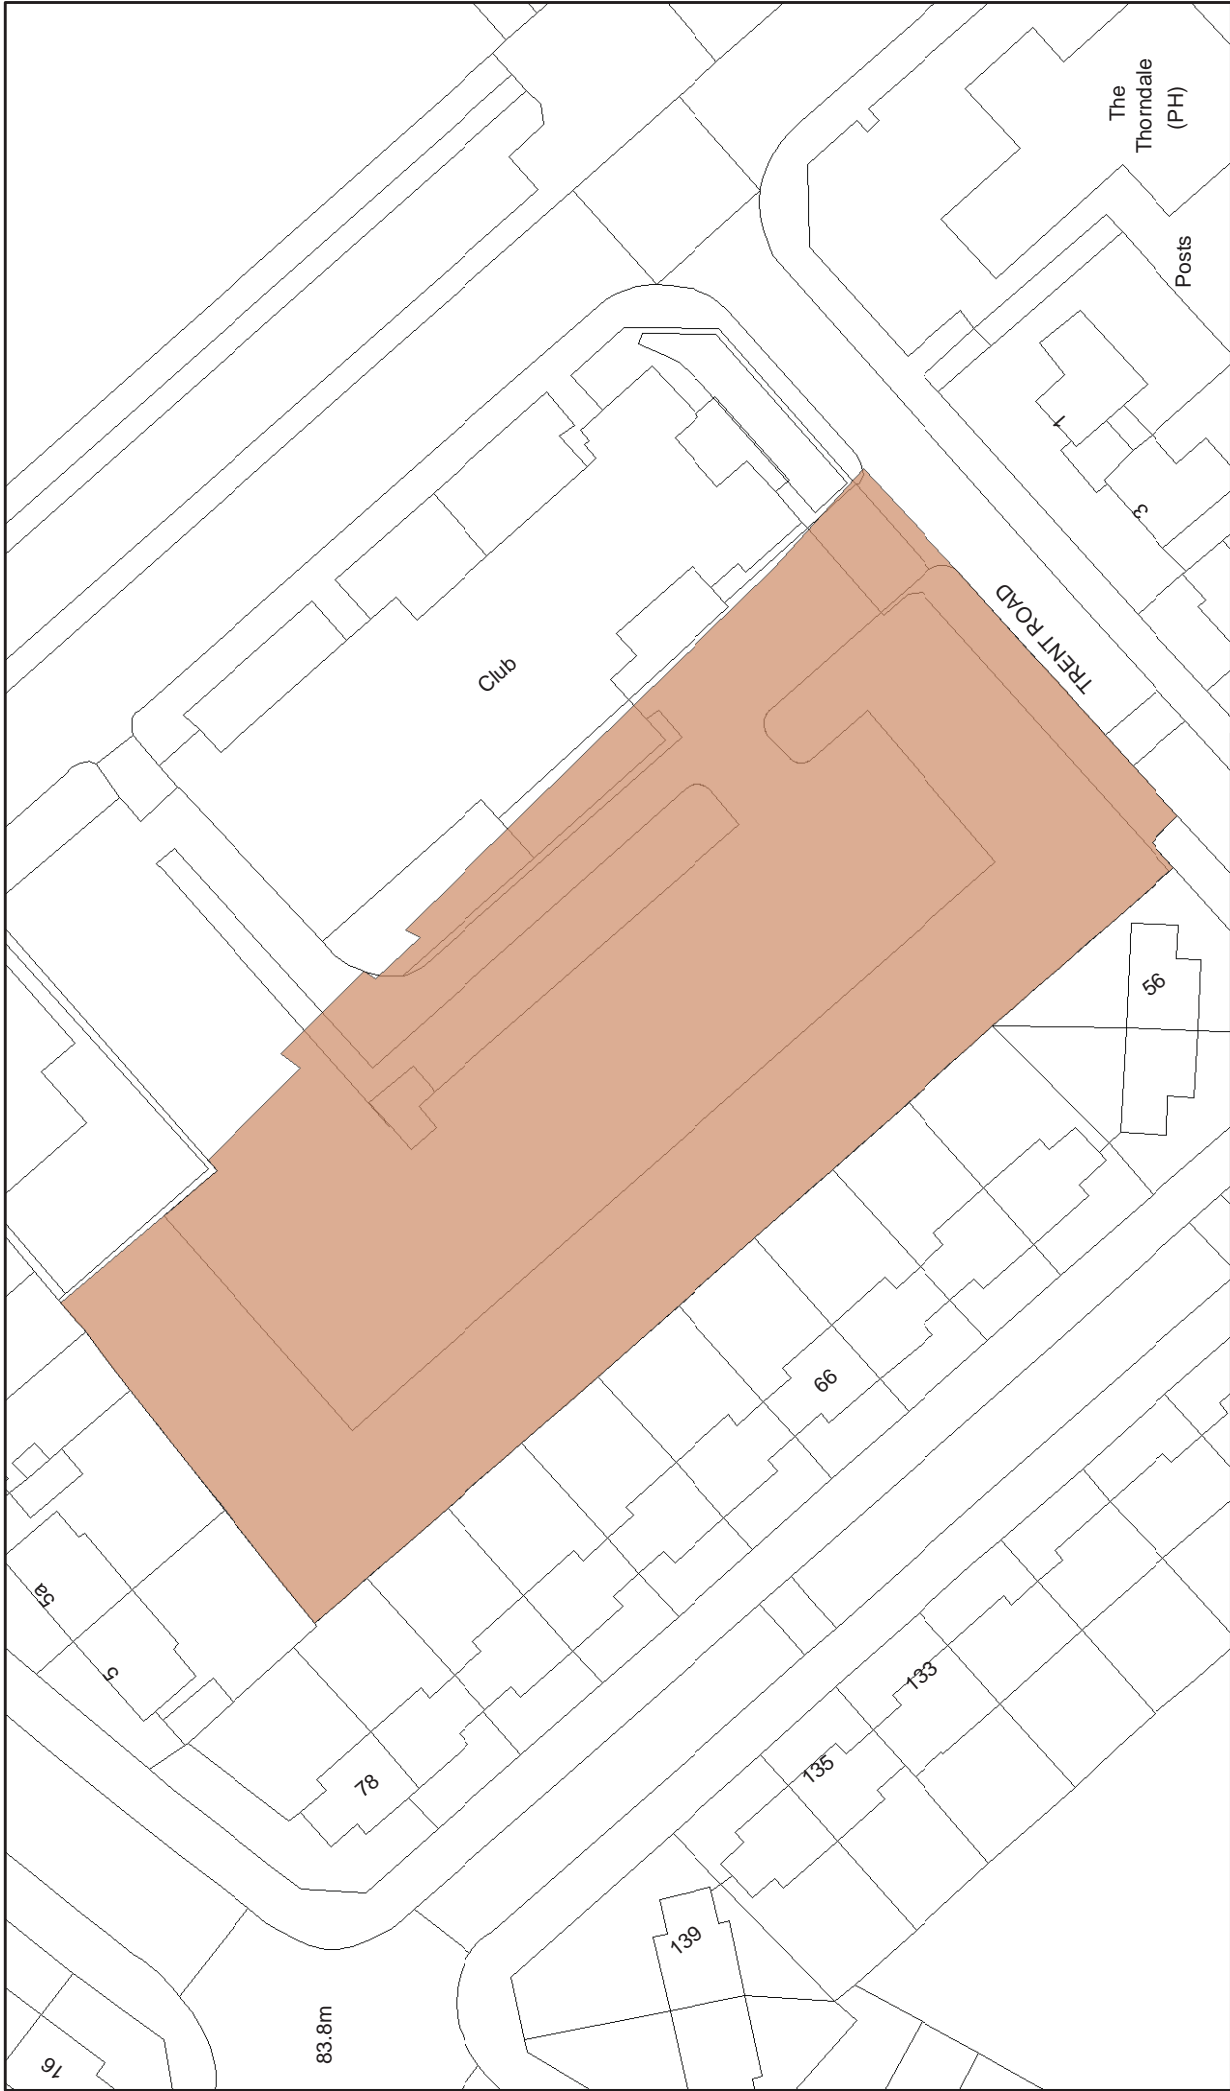 The
Thorndale
(PH)
Posts
1
3
TRENT ROAD
Club
56
66
5a
5
78
133
135
139
83.8m
16